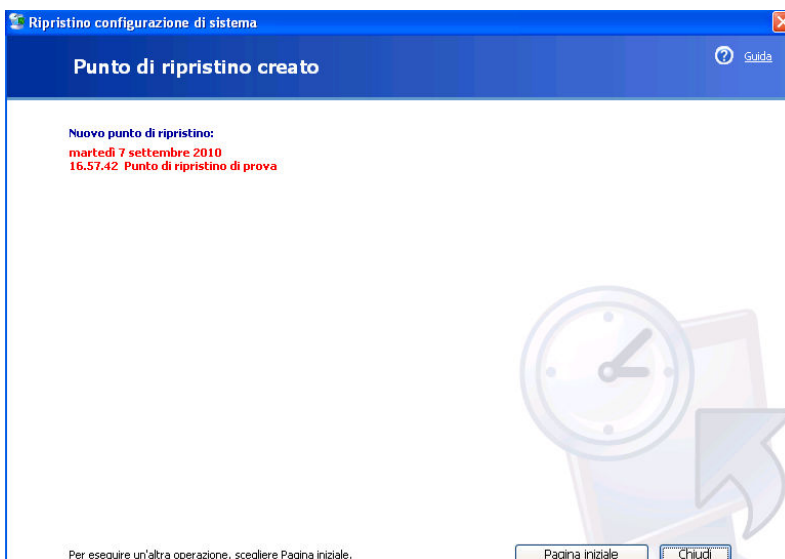 Ripristino configurazione di sistema
Punto di ripristino creato
Guida
Nuovo punto di ripristino:
martedì 7 settembre 2010
16.57.42 Punto di ripristino di prova
Per eseguire un'altra operazione, scegliere Pagina iniziale.
Pagina iniziale
Chiudi